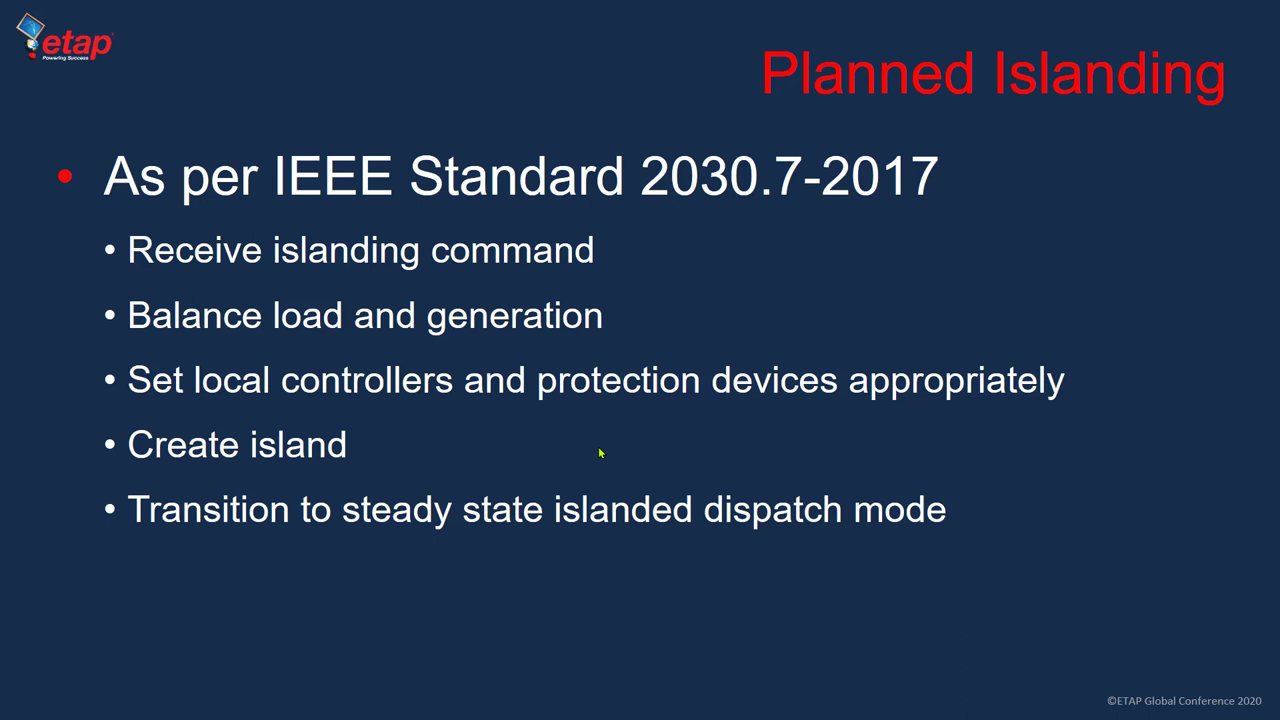 etap
Powering Success
Planned Islanding
• As per IEEE Standard 2030.7-2017
• Receive islanding command
• Balance load and generation
• Set local controllers and protection devices appropriately
• Create island
• Transition to steady state islanded dispatch mode
©ETAP Global Conference 2020